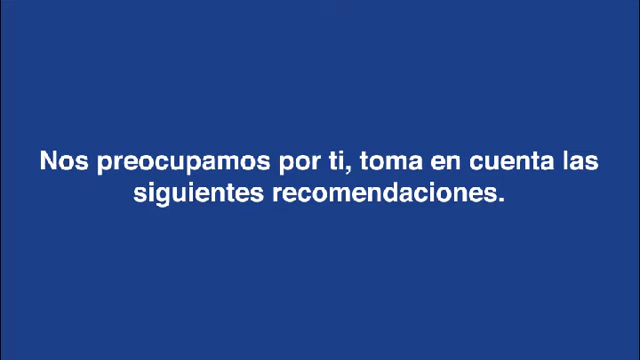 Nos preocupamos por ti, toma en cuenta las
siguientes recomendaciones.